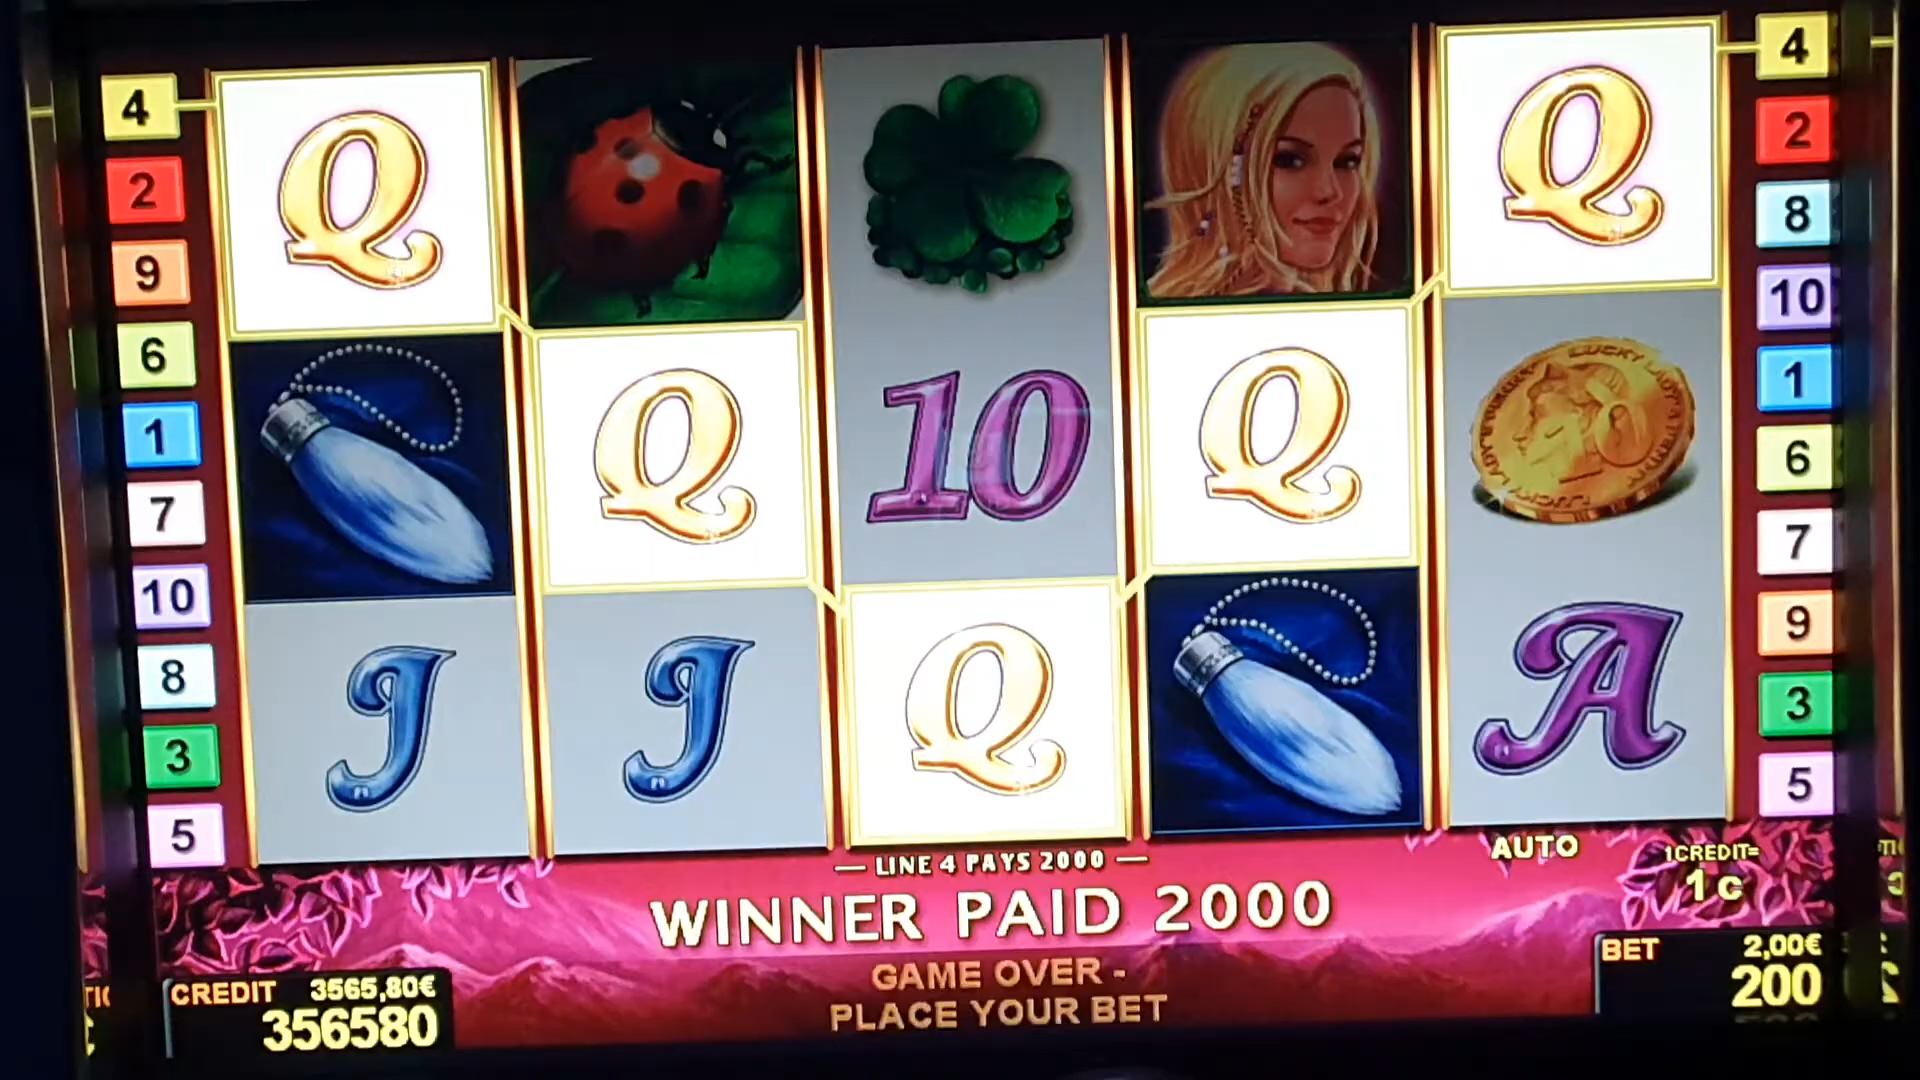 4
2
9
6
1
7
10
8
3
5
Q
Q
Q
10
Q
Q
J
J
A
LUCKY LADY'S
4
2
8
10
1
6
7
9
3
5
— LINE 4 PAYS 2000 —
WINNER PAID 2000
GAME OVER -
PLACE YOUR BET
AUTO
1CREDIT=
1 c
CREDIT 3565,80€
356580
BET 2,00€
200